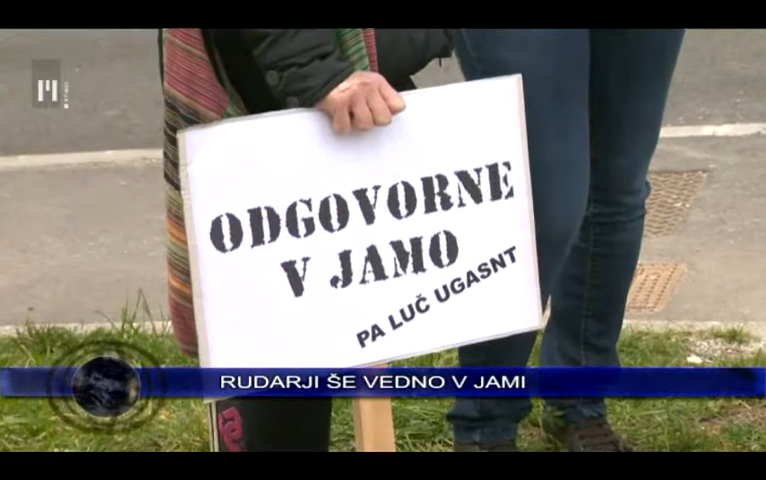 ODGOVORNE
V JAMO
PA LUČ UGASNT
RUDARJI ŠE VEDNO V JAMI